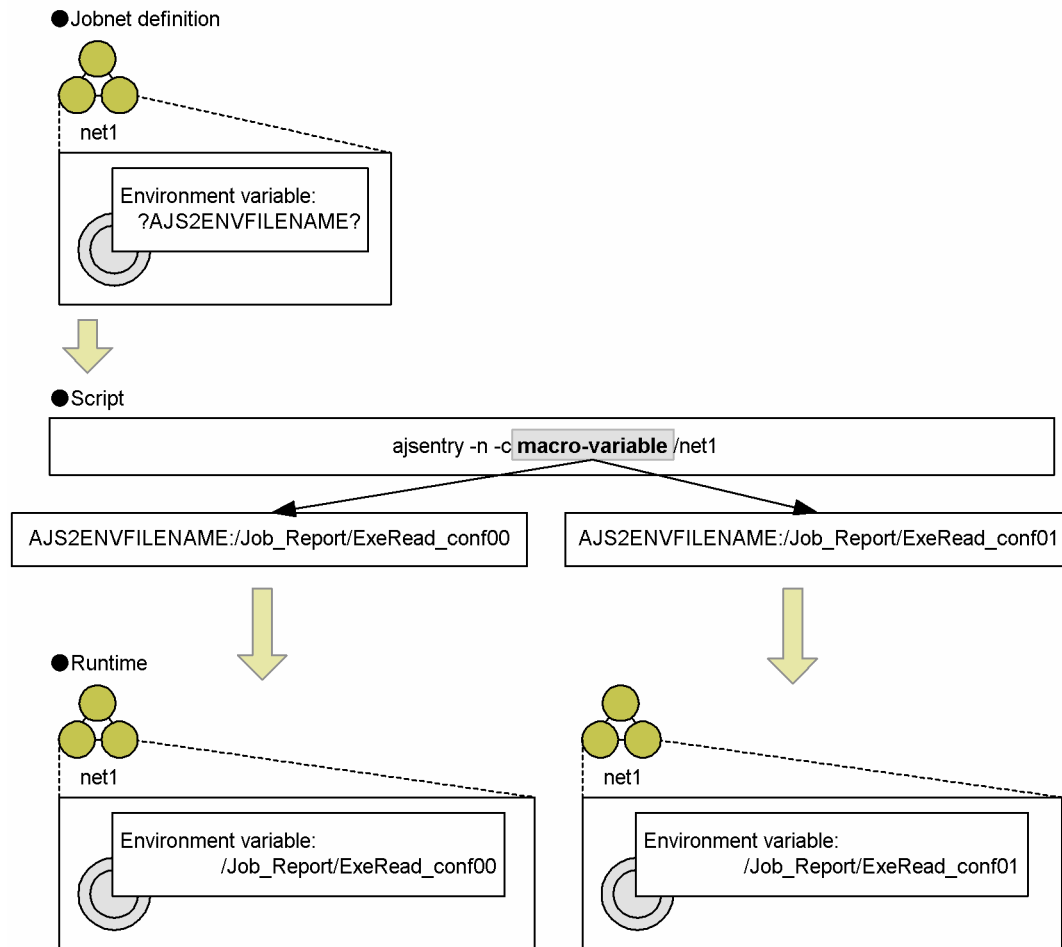 ●Jobnet definition
net1
Environment variable:
?AJS2ENVFILENAME?
●Script
ajsentry -n -c macro-variable /net1
AJS2ENVFILENAME:/Job_Report/ExeRead_conf00
AJS2ENVFILENAME:/Job_Report/ExeRead_conf01
●Runtime
net1
net1
Environment variable:
/Job_Report/ExeRead_conf00
Environment variable:
/Job_Report/ExeRead_conf01